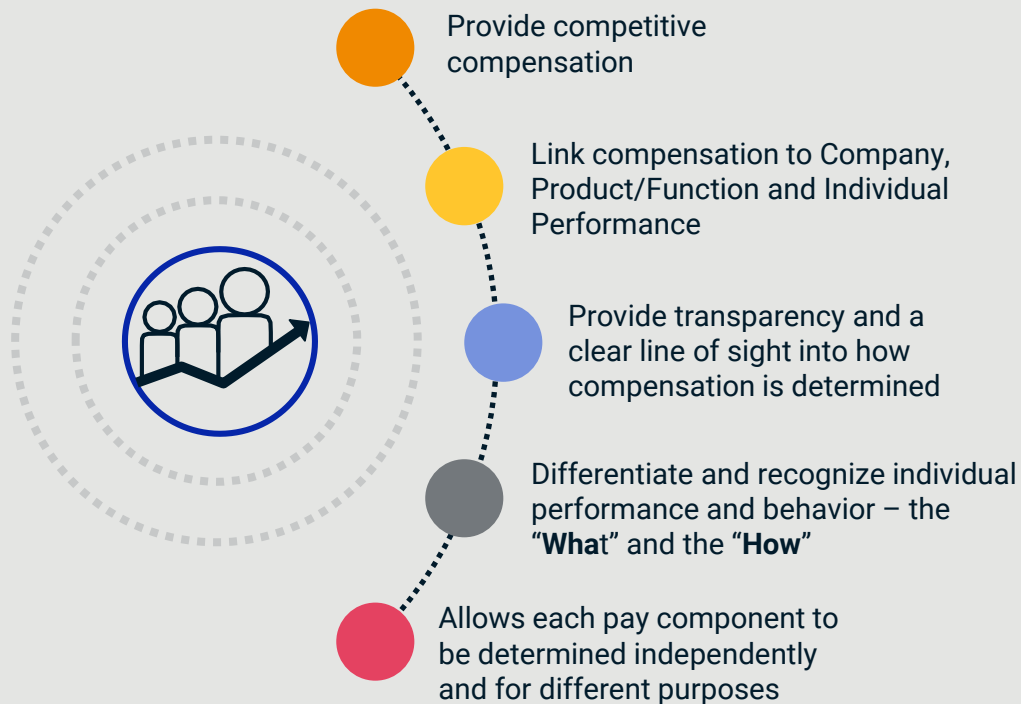 Provide competitive
compensation
Link compensation to Company,
Product/Function and Individual
Performance
Provide transparency and a
clear line of sight into how
compensation is determined
Differentiate and recognize individual
performance and behavior – the
“What” and the “How”
Allows each pay component to
be determined independently
and for different purposes